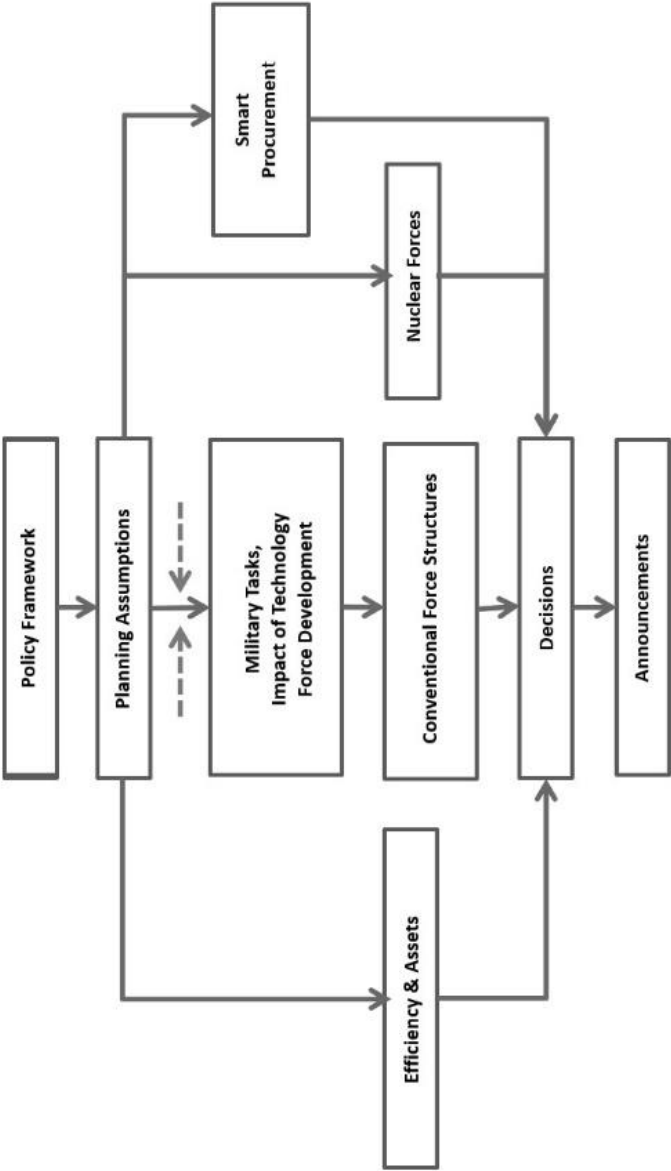 Policy Framework
Planning Assumptions
Military Tasks,
Impact of Technology
Force Development
Conventional Force Structures
Decisions
Announcements
Efficiency & Assets
Nuclear Forces
Smart
Procurement